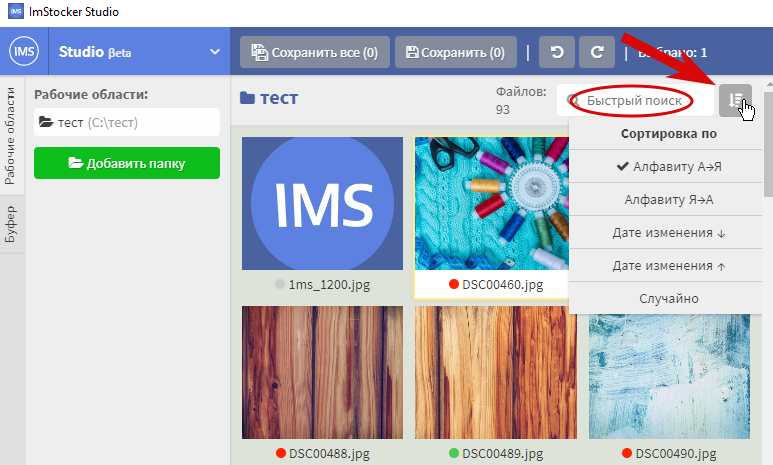 ImStocker Studio
IMS Studio βeta
Сохранить все (0) Сохранить (0) | | Выбрано: 1
Рабочие области
Буфер
Рабочие области:
тест (C:\тест)
Добавить папку
тест
Файлов:
93
Быстрый поиск
Сортировка по
Алфавиту А→Я
Алфавиту Я→А
Дате изменения ↓
Дате изменения ↑
Случайно
IMS
1ms_1200.jpg
DSC00460.jpg
DSC00488.jpg
DSC00489.jpg
DSC00490.jpg